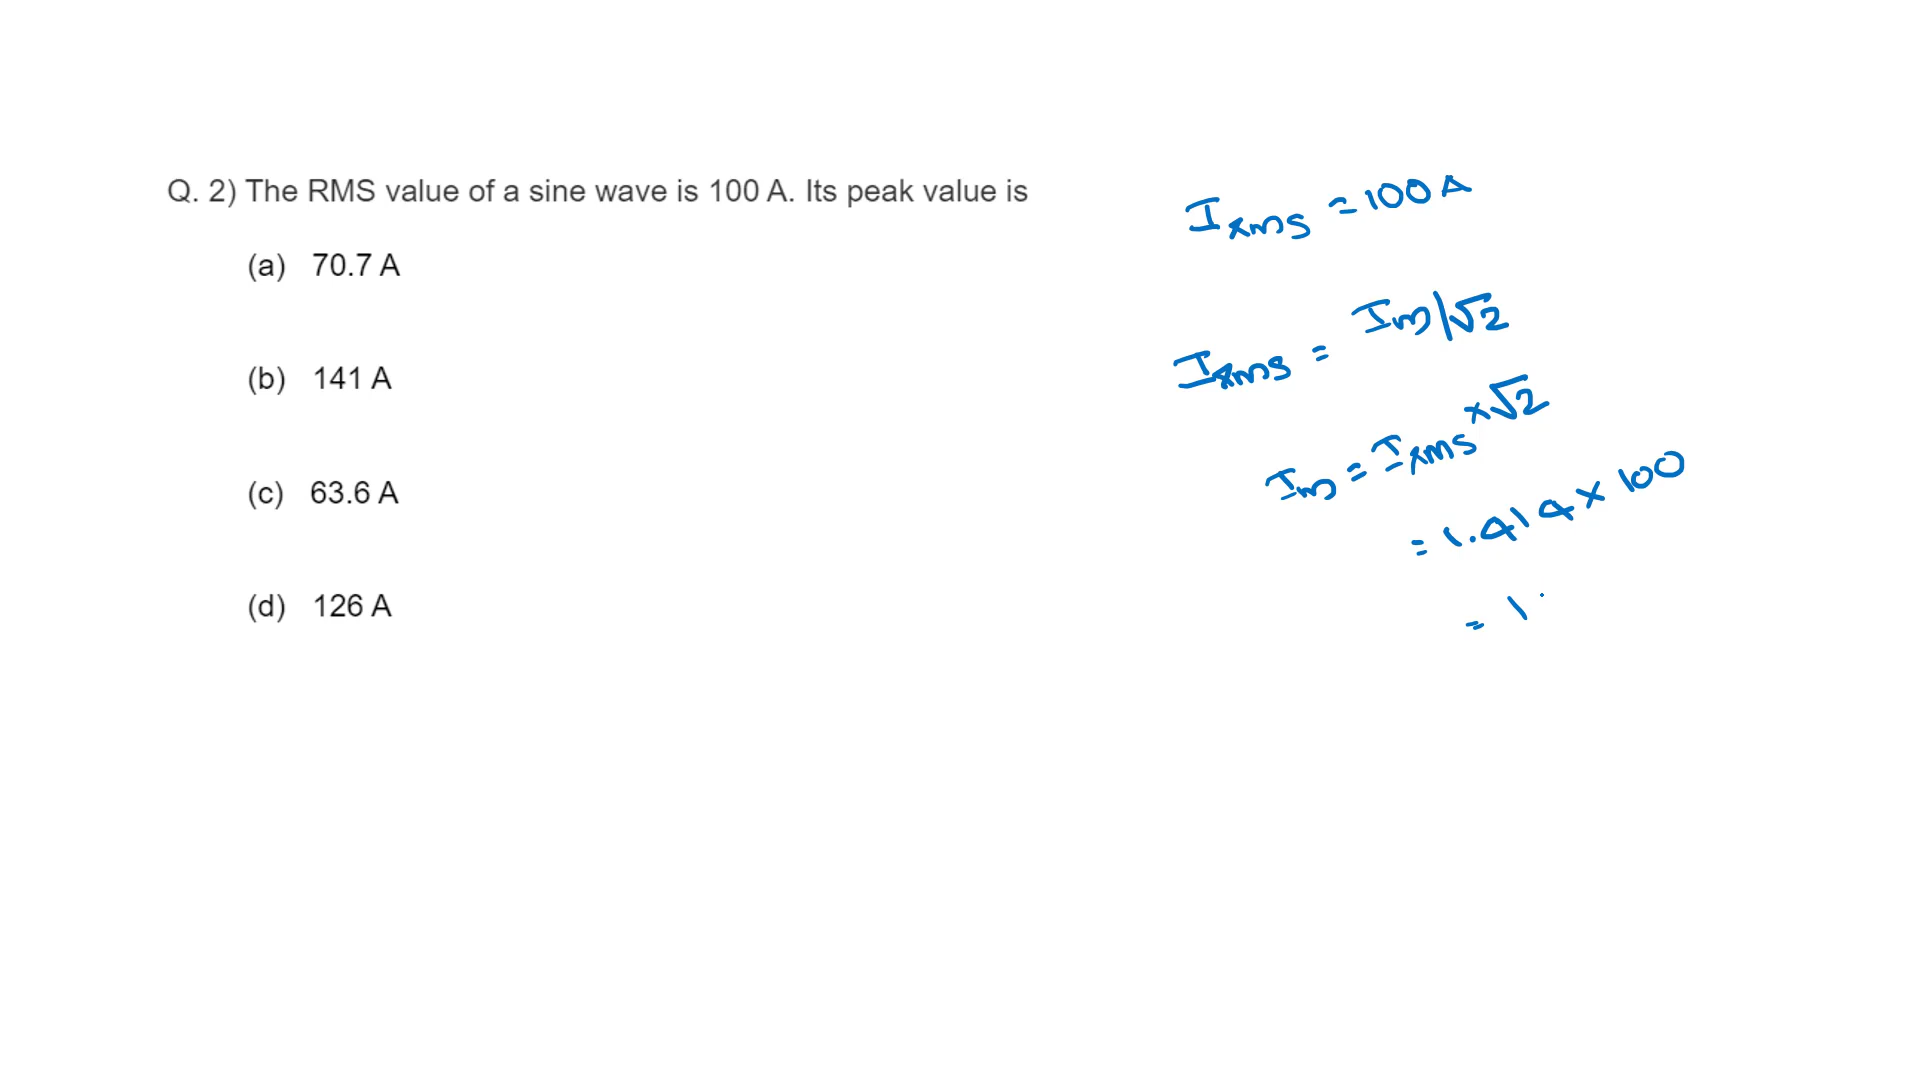 Q. 2) The RMS value of a sine wave is 100 A. Its peak value is
(a) 70.7 A
(b) 141 A
(c) 63.6 A
(d) 126 A
Irms = 100 A
Irms = Im/√2
Im = Irms × √2
= 1.414 × 100
= 1.